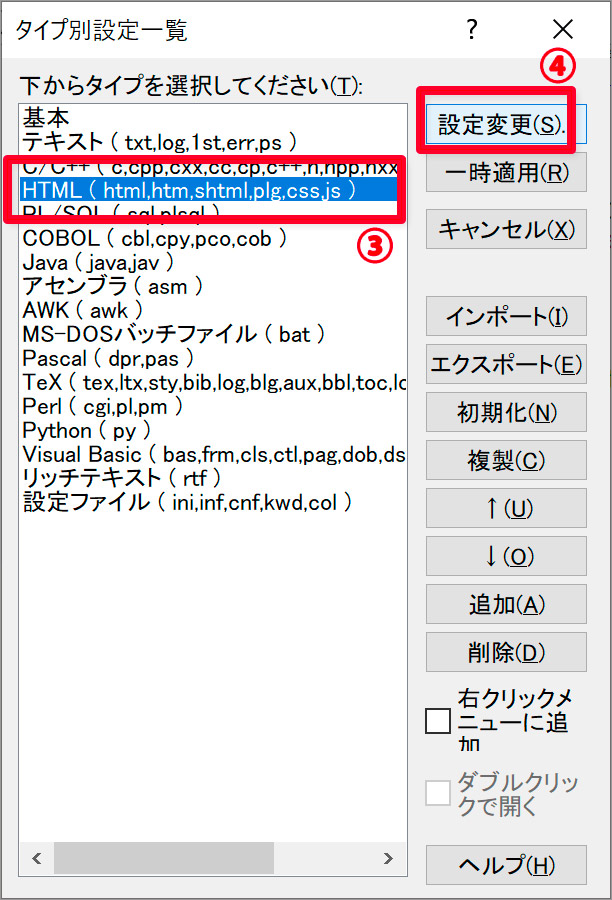 タイプ別設定一覧
?
④
下からタイプを選択してください(T):
基本
テキスト ( txt,log,1st,err,ps )
C/C++ ( c,cpp,cxx,cc,cp,c++,h,hpp,hxx
HTML ( html,htm,shtml,plg,css,js )
PL/SQL ( sql,plsql )
③
COBOL ( cbl,cpy,pco,cob )
Java ( java,jav )
アセンブラ ( asm )
AWK ( awk )
MS-DOSバッチファイル ( bat )
Pascal ( dpr,pas )
TeX ( tex,ltx,sty,bib,log,blg,aux,bbl,toc,lo
Perl ( cgi,pl,pm )
Python ( py )
Visual Basic ( bas,frm,cls,ctl,pag,dob,ds
リッチテキスト ( rtf )
設定ファイル ( ini,inf,cnf,kwd,col )
設定変更(S)..
一時適用(R)
キャンセル(X)
インポート(I)
エクスポート(E)
初期化(N)
複製(C)
↑(U)
↓(O)
追加(A)
削除(D)
右クリックメ
ニューに追
加
ダブルクリッ
クで開く
ヘルプ(H)